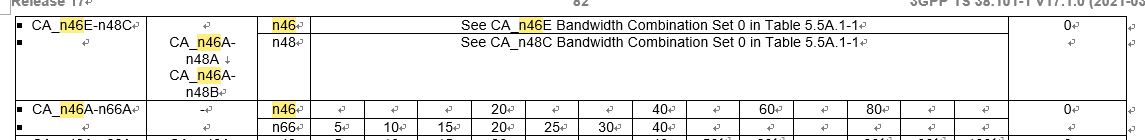 Release 17 82 3GPP TS 38.101-1 V17.1.0 (2021-03
CA_n46E-n48C n46 See CA_n46E Bandwidth Combination Set 0 in Table 5.5A.1-1 0
CA_n46A-n48A n48 See CA_n48C Bandwidth Combination Set 0 in Table 5.5A.1-1
CA_n46A-n48B
CA_n46A-n66A - n46 20 40 60 80 0
n66 5 10 15 20 25 30 40